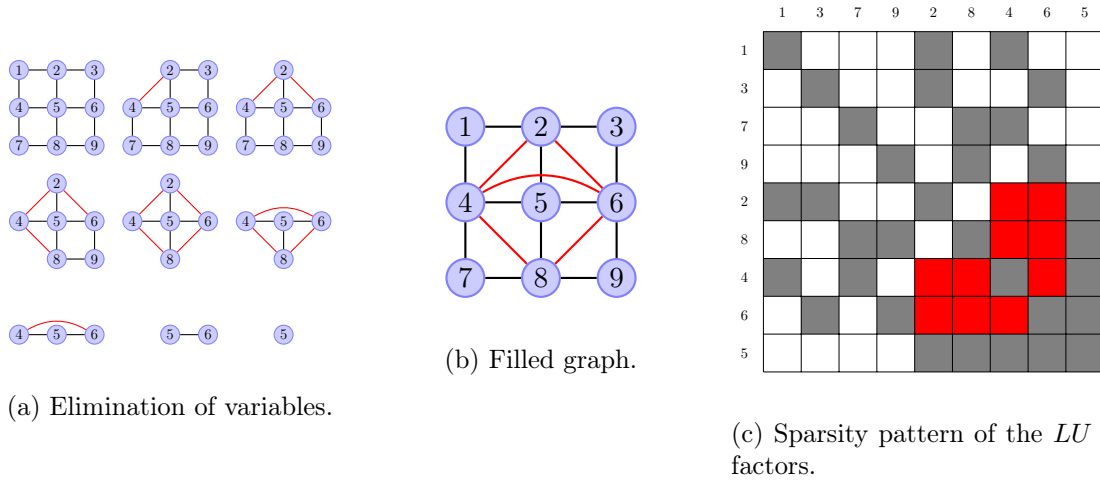 1 2 3 2 3 2
4 5 6 4 5 6 4 5 6
7 8 9 7 8 9 7 8 9
2 2
4 5 6 4 5 6 4 5 6
8 9 8 8
4 5 6 5 6 5
(a) Elimination of variables.
1 2 3
4 5 6
7 8 9
(b) Filled graph.
1 3 7 9 2 8 4 6 5
1
3
7
9
2
8
4
6
5
(c) Sparsity pattern of the LU
factors.